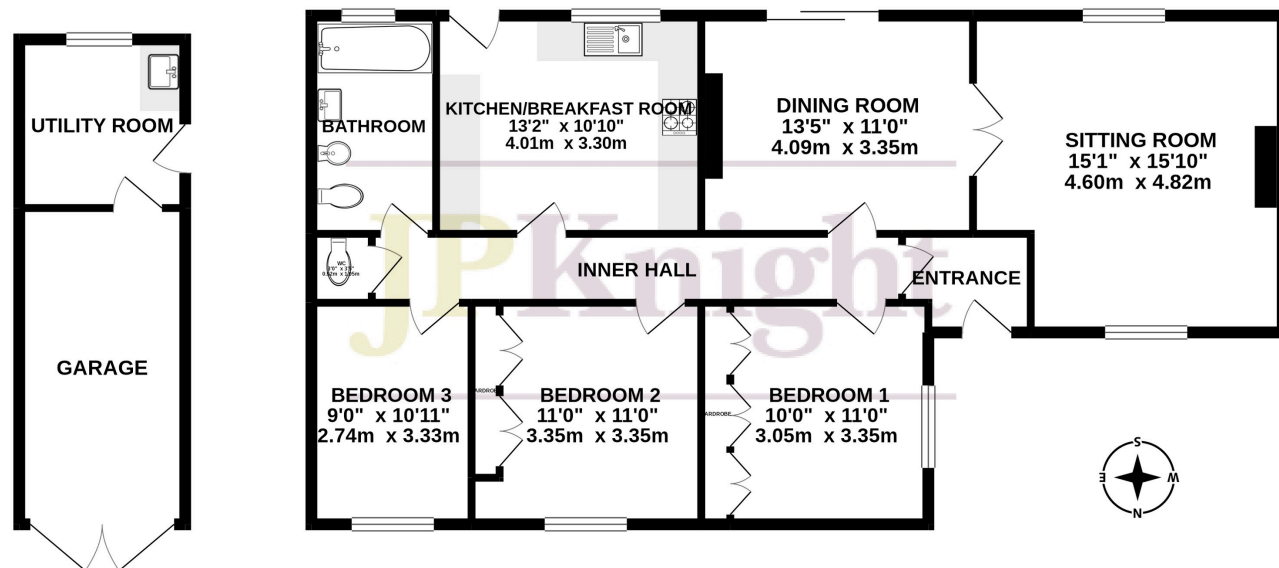 UTILITY ROOM
GARAGE
BATHROOM
KITCHEN/BREAKFAST ROOM
13'2" x 10'10"
4.01m x 3.30m
DINING ROOM
13'5" x 11'0"
4.09m x 3.35m
SITTING ROOM
15'1" x 15'10"
4.60m x 4.82m
WC
INNER HALL
ENTRANCE
JPKnight
BEDROOM 3
9'0" x 10'11"
2.74m x 3.33m
ARDROBE
BEDROOM 2
11'0" x 11'0"
3.35m x 3.35m
ARDROBE
BEDROOM 1
10'0" x 11'0"
3.05m x 3.35m
S
E W
N